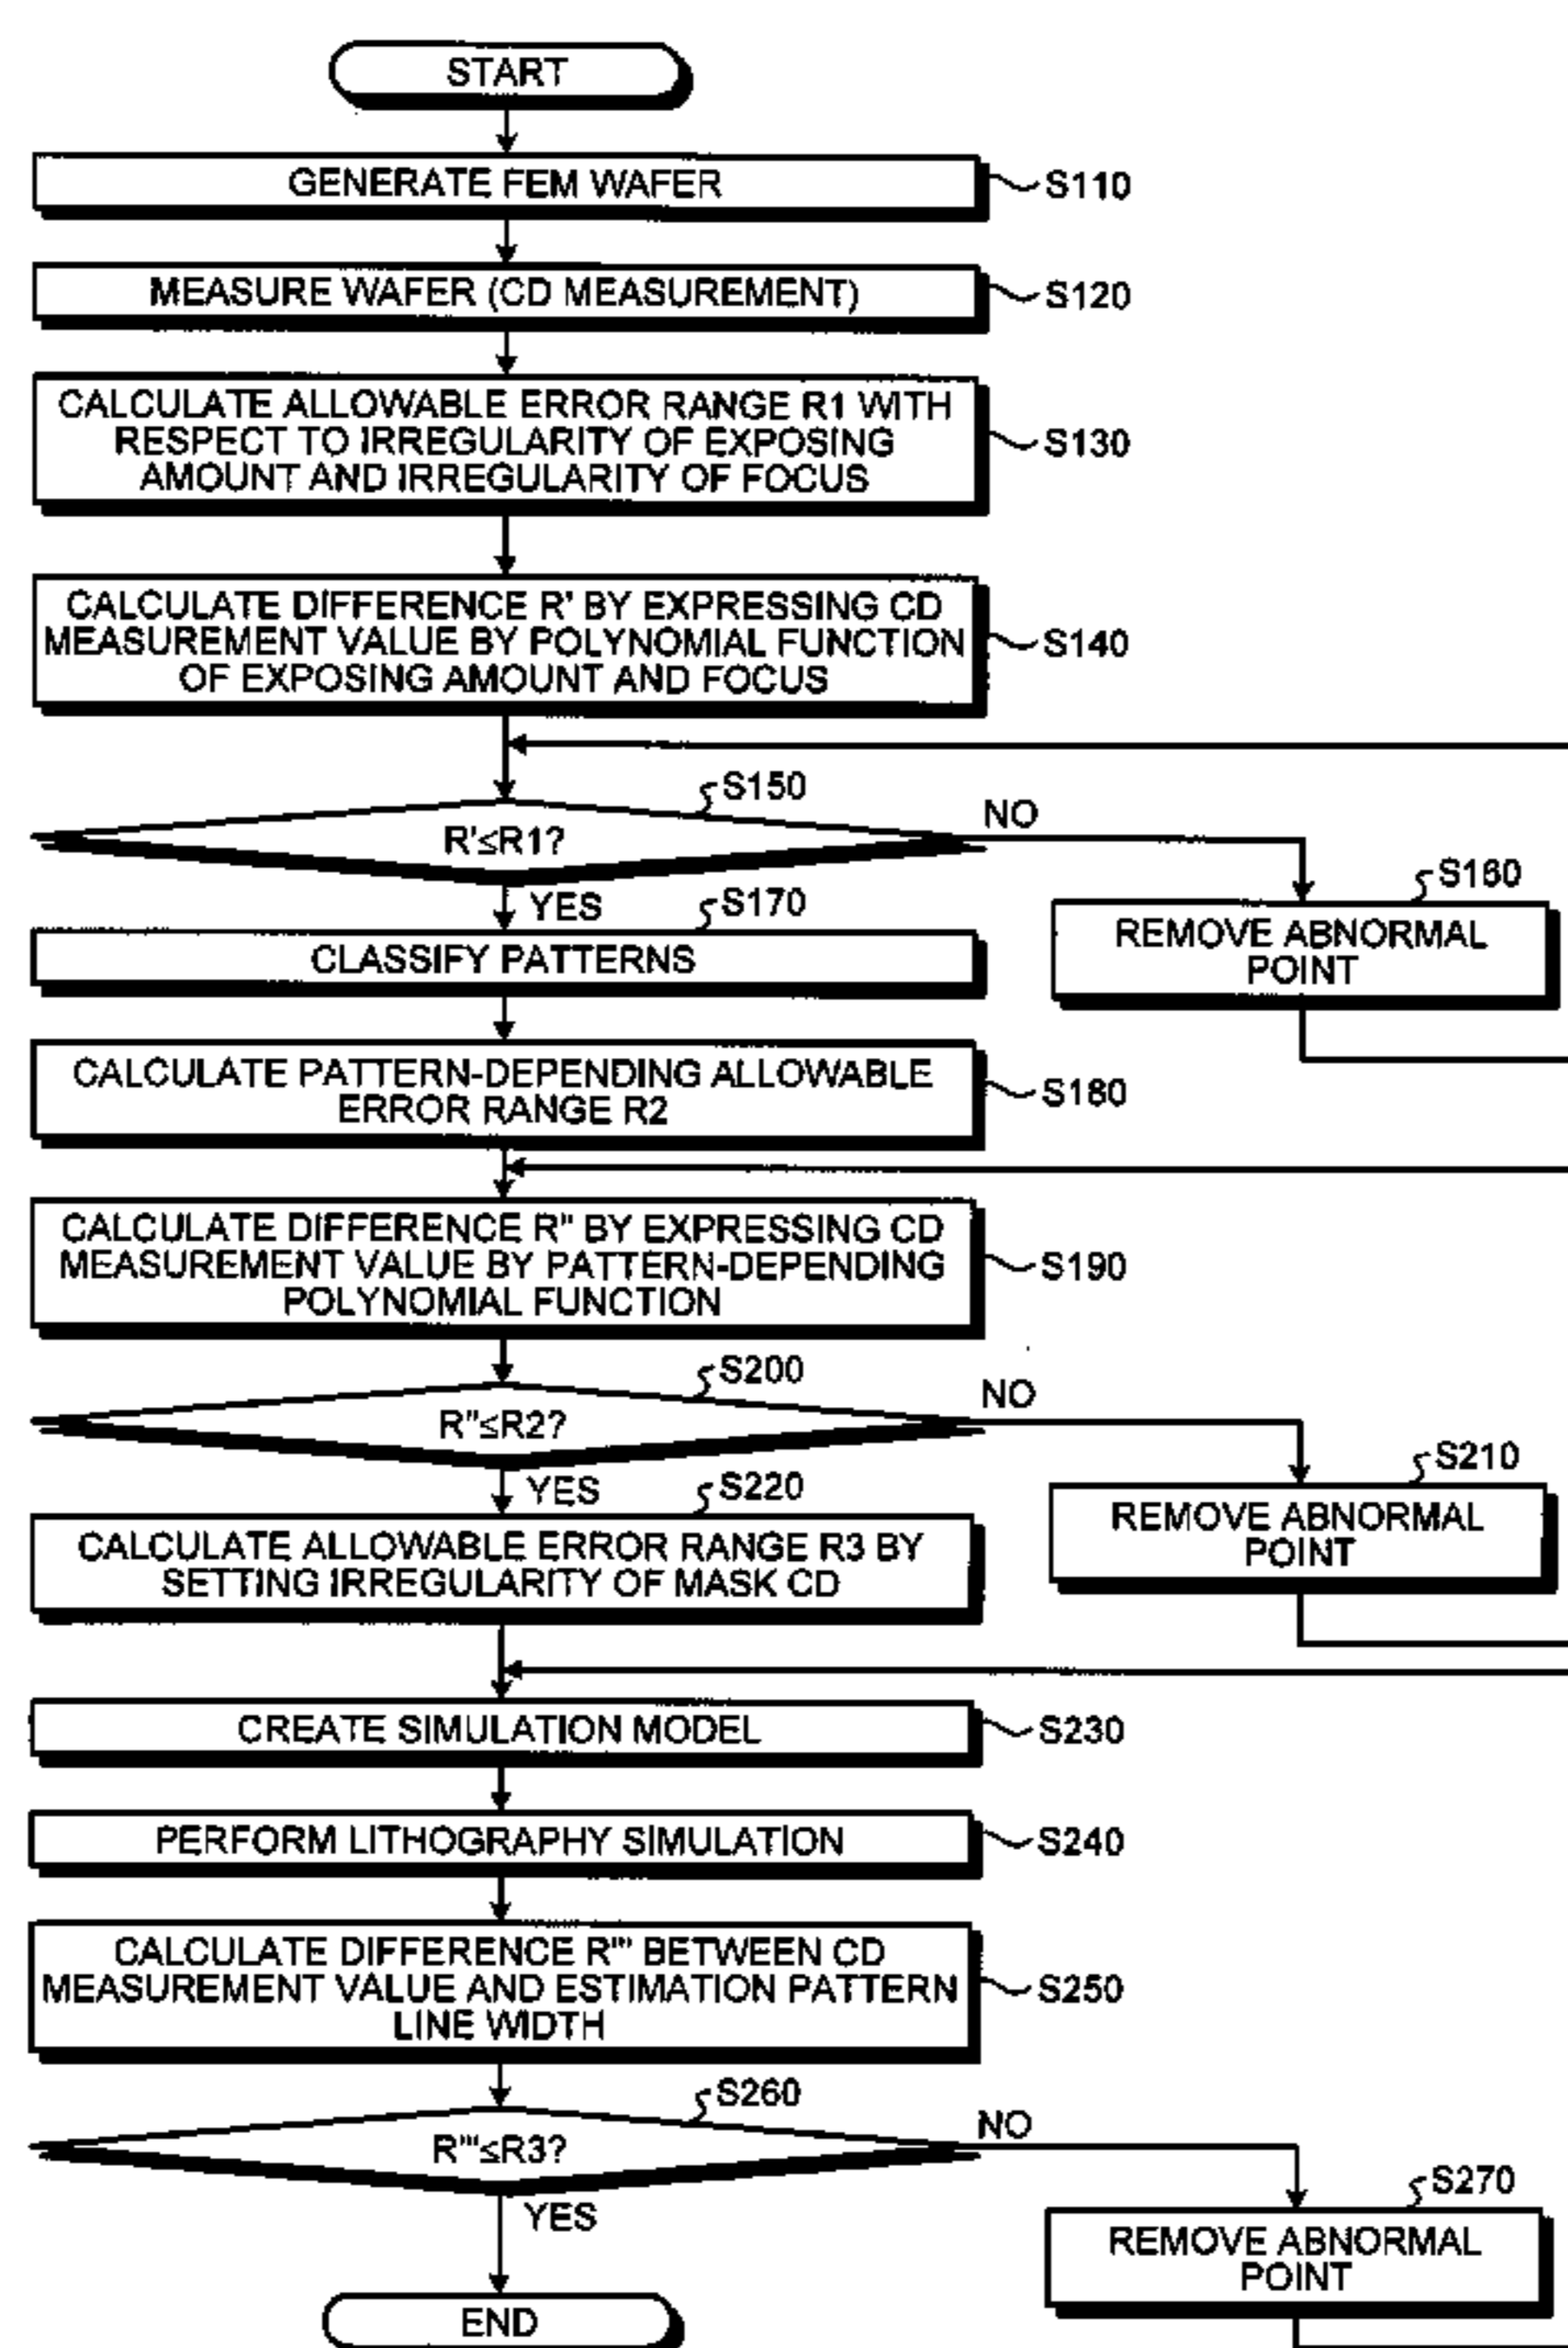 START
GENERATE FEM WAFER
S110
MEASURE WAFER (CD MEASUREMENT)
S120
CALCULATE ALLOWABLE ERROR RANGE R1 WITH
RESPECT TO IRREGULARITY OF EXPOSING
AMOUNT AND IRREGULARITY OF FOCUS
S130
CALCULATE DIFFERENCE R' BY EXPRESSING CD
MEASUREMENT VALUE BY POLYNOMIAL FUNCTION
OF EXPOSING AMOUNT AND FOCUS
S140
S150
R'≤R1?
NO
YES
S160
REMOVE ABNORMAL
POINT
S170
CLASSIFY PATTERNS
CALCULATE PATTERN-DEPENDING ALLOWABLE
ERROR RANGE R2
S180
CALCULATE DIFFERENCE R" BY EXPRESSING CD
MEASUREMENT VALUE BY PATTERN-DEPENDING
POLYNOMIAL FUNCTION
S190
S200
R"≤R2?
NO
YES
S210
REMOVE ABNORMAL
POINT
S220
CALCULATE ALLOWABLE ERROR RANGE R3 BY
SETTING IRREGULARITY OF MASK CD
CREATE SIMULATION MODEL
S230
PERFORM LITHOGRAPHY SIMULATION
S240
CALCULATE DIFFERENCE R"' BETWEEN CD
MEASUREMENT VALUE AND ESTIMATION PATTERN
LINE WIDTH
S250
S260
R"'≤R3?
NO
YES
S270
REMOVE ABNORMAL
POINT
END